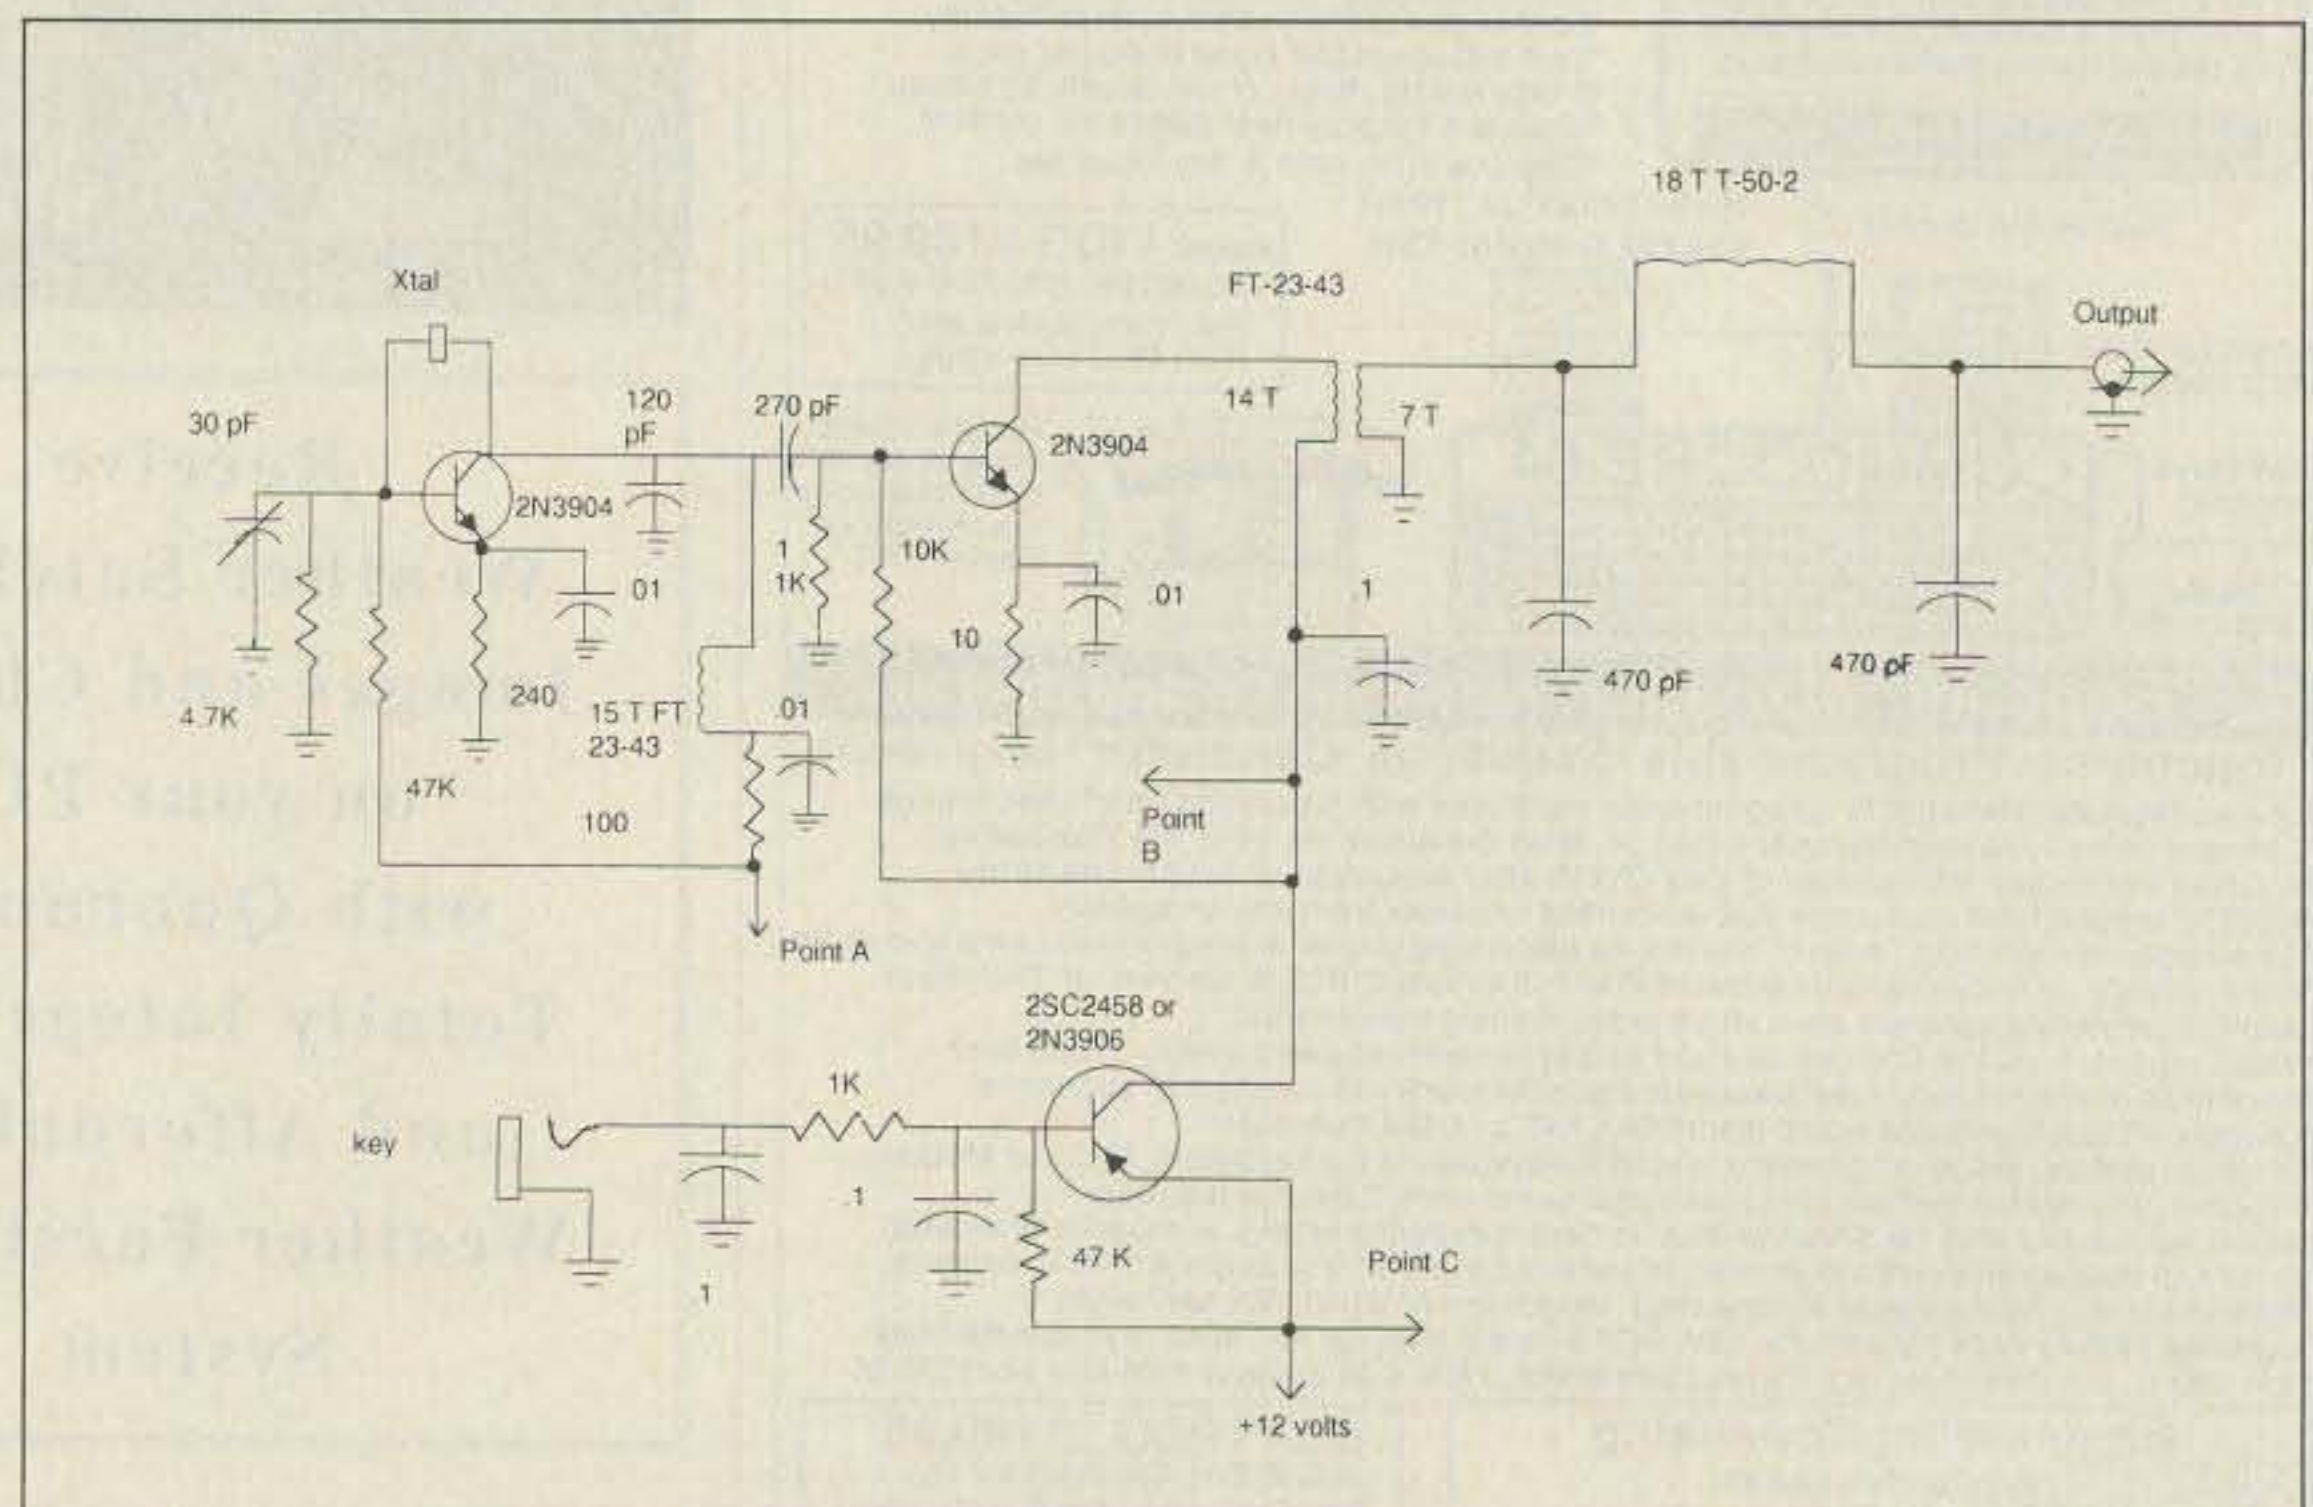 18 T T-50-2
Xtal
FT-23-43
Output
30 pF
120
pF
270 pF
14 T
7 T
2N3904
2N3904
01
1
1K
10K
10
.01
.1
4.7K
47K
240
15 T FT
23-43
.01
100
470 pF
470 pF
Point
B
Point A
2SC2458 or
2N3906
1K
key
.1
47 K
.1
Point C
+12 volts